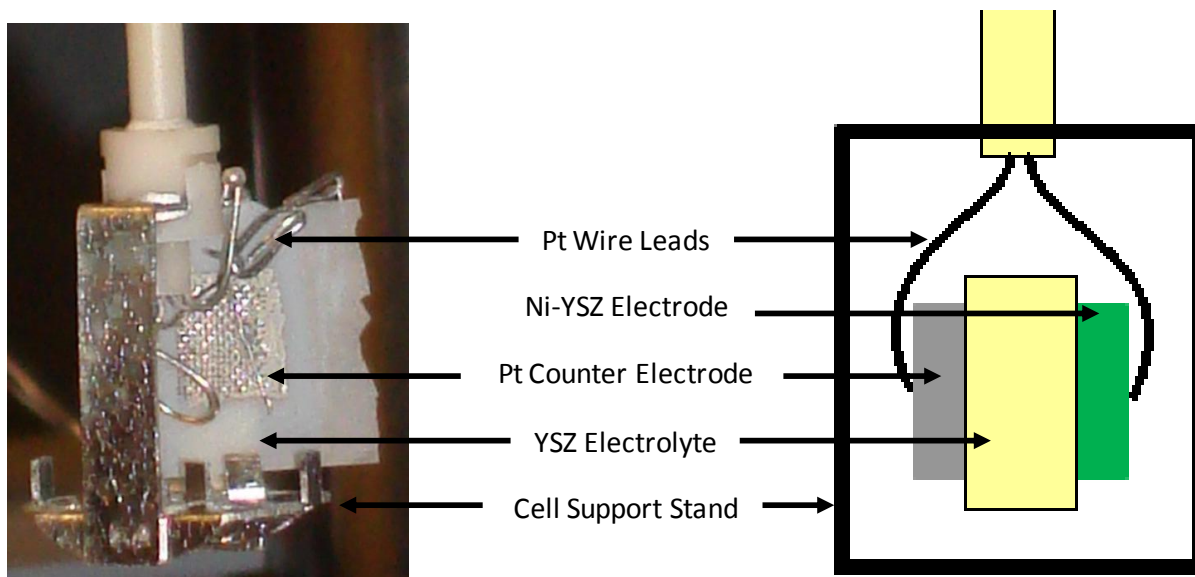 Pt Wire Leads
Ni-YSZ Electrode
Pt Counter Electrode
YSZ Electrolyte
Cell Support Stand